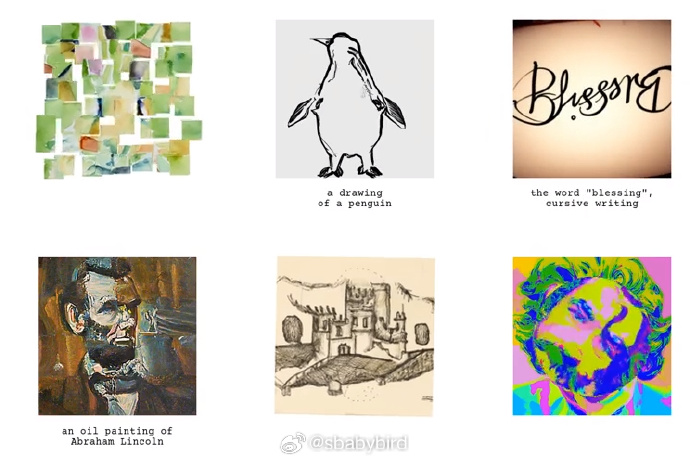 Blessing
a drawing
of a penguin
the word "blessing",
cursive writing
an oil painting of
Abraham Lincoln
@sbabybird